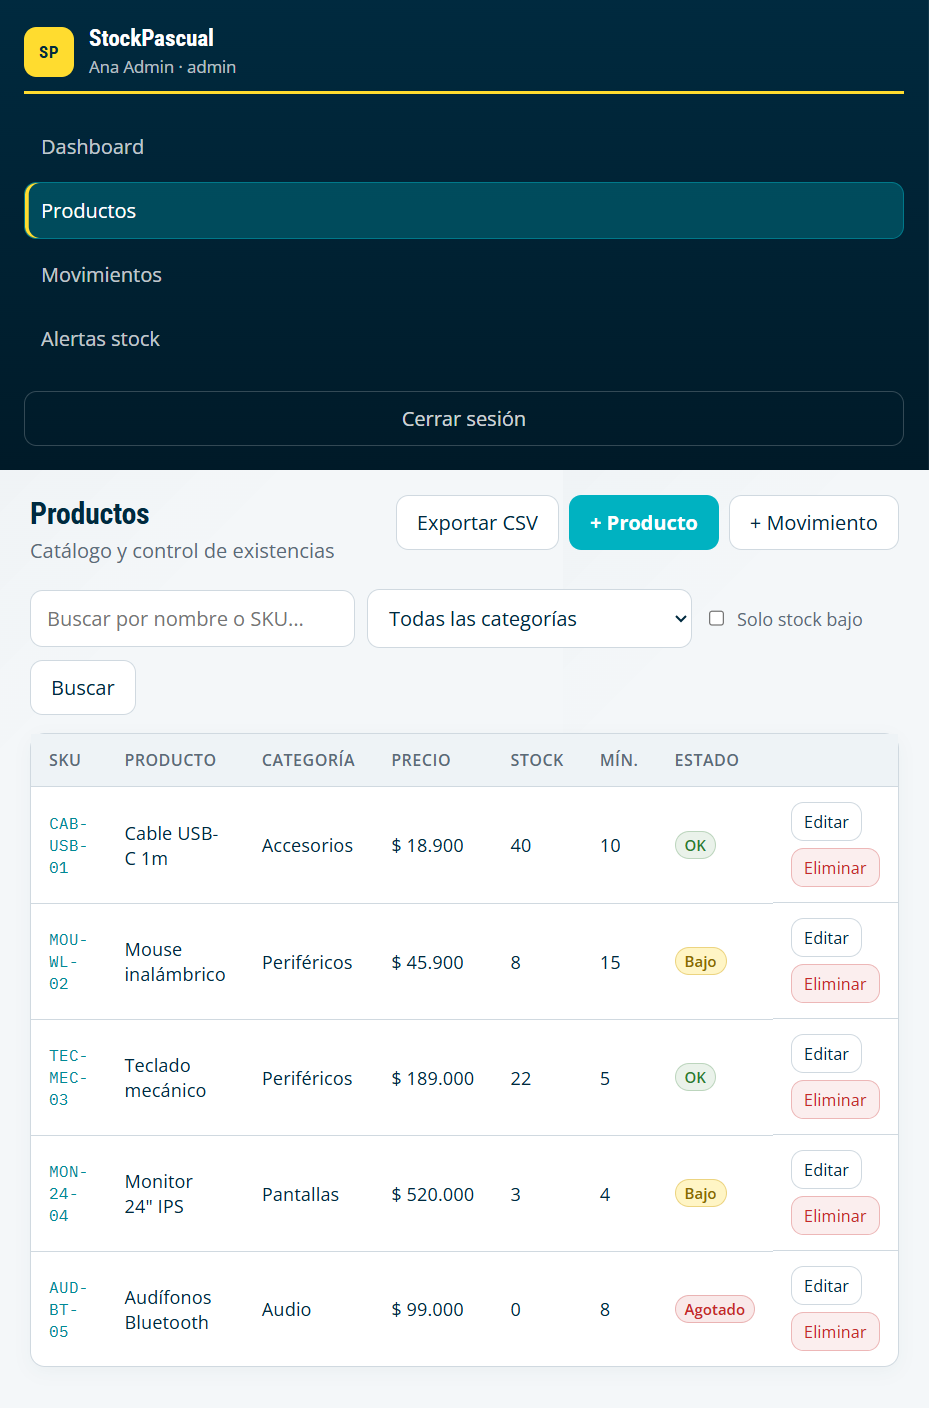 SP
StockPascual
Ana Admin · admin
Dashboard
Productos
Movimientos
Alertas stock
Cerrar sesión
Productos
Catálogo y control de existencias
Exportar CSV
+ Producto
+ Movimiento
Buscar por nombre o SKU...
Todas las categorías
Solo stock bajo
Buscar
SKU PRODUCTO CATEGORÍA PRECIO STOCK MÍN. ESTADO
CAB-
USB-
01
Cable USB-
C 1m
Accesorios
$ 18.900
40
10
OK
Editar
Eliminar
MOU-
WL-
02
Mouse
inalámbrico
Periféricos
$ 45.900
8
15
Bajo
Editar
Eliminar
TEC-
MEC-
03
Teclado
mecánico
Periféricos
$ 189.000
22
5
OK
Editar
Eliminar
MON-
24-
04
Monitor
24" IPS
Pantallas
$ 520.000
3
4
Bajo
Editar
Eliminar
AUD-
BT-
05
Audífonos
Bluetooth
Audio
$ 99.000
0
8
Agotado
Editar
Eliminar